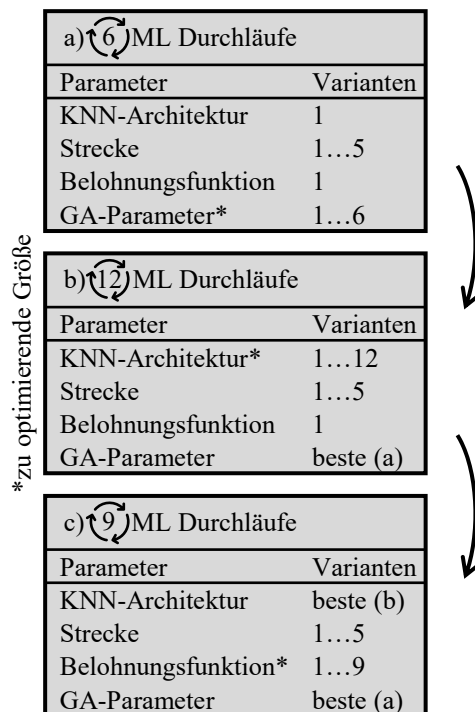 a) 6 ML Durchläufe
Parameter Varianten
KNN-Architektur 1
Strecke 1…5
Belohnungsfunktion 1
GA-Parameter* 1…6
b) 12 ML Durchläufe
Parameter Varianten
KNN-Architektur* 1…12
Strecke 1…5
Belohnungsfunktion 1
GA-Parameter beste (a)
c) 9 ML Durchläufe
Parameter Varianten
KNN-Architektur beste (b)
Strecke 1…5
Belohnungsfunktion* 1…9
GA-Parameter beste (a)
*zu optimierende Größe